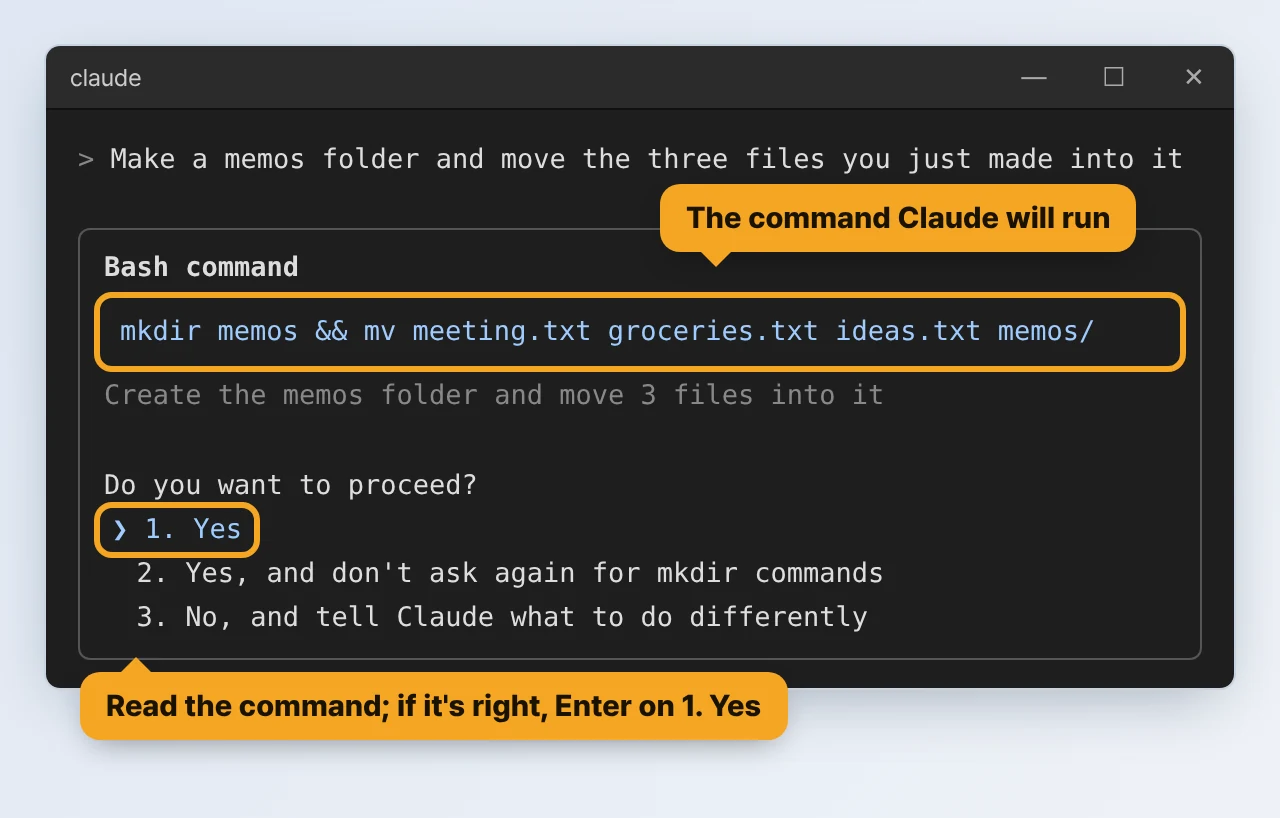 claude
> Make a memos folder and move the three files you just made into it
The command Claude will run
Bash command
mkdir memos && mv meeting.txt groceries.txt ideas.txt memos/
Create the memos folder and move 3 files into it
Do you want to proceed?
❯ 1. Yes
2. Yes, and don't ask again for mkdir commands
3. No, and tell Claude what to do differently
Read the command; if it's right, Enter on 1. Yes